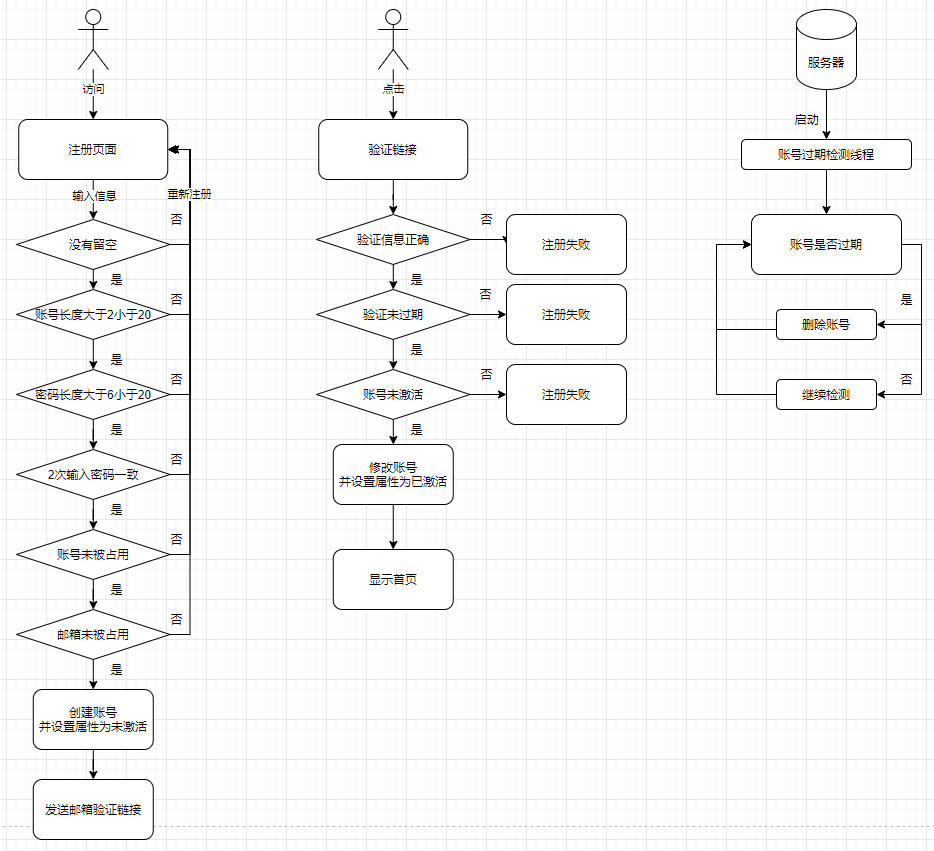 访问
注册页面
输入信息
重新注册
没有留空
否
是
账号长度大于2小于20
否
是
密码长度大于6小于20
否
是
2次输入密码一致
否
是
账号未被占用
否
是
邮箱未被占用
否
是
创建账号
并设置属性为未激活
发送邮箱验证链接
点击
验证链接
验证信息正确
否
注册失败
是
验证未过期
否
注册失败
是
账号未激活
否
注册失败
是
修改账号
并设置属性为已激活
显示首页
服务器
启动
账号过期检测线程
账号是否过期
是
删除账号
否
继续检测